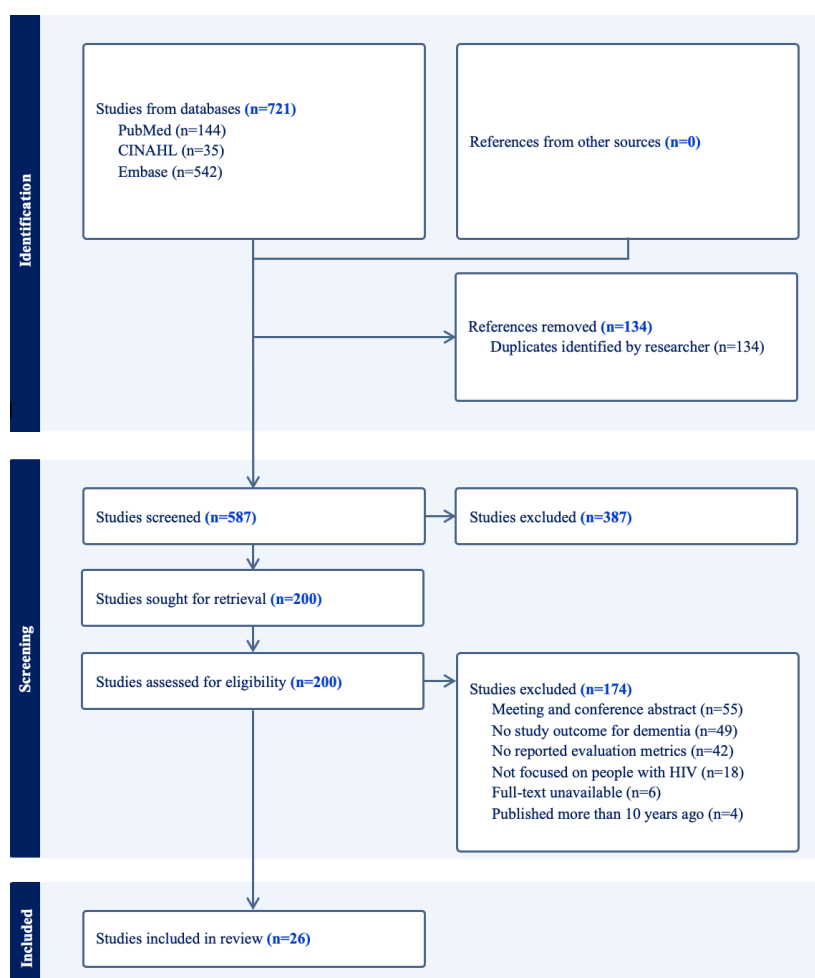 Identification
Studies from databases (n=721)
PubMed (n=144)
CINAHL (n=35)
Embase (n=542)
References from other sources (n=0)
References removed (n=134)
Duplicates identified by researcher (n=134)
Screening
Studies screened (n=587)
Studies excluded (n=387)
Studies sought for retrieval (n=200)
Studies assessed for eligibility (n=200)
Studies excluded (n=174)
Meeting and conference abstract (n=55)
No study outcome for dementia (n=49)
No reported evaluation metrics (n=42)
Not focused on people with HIV (n=18)
Full-text unavailable (n=6)
Published more than 10 years ago (n=4)
Included
Studies included in review (n=26)